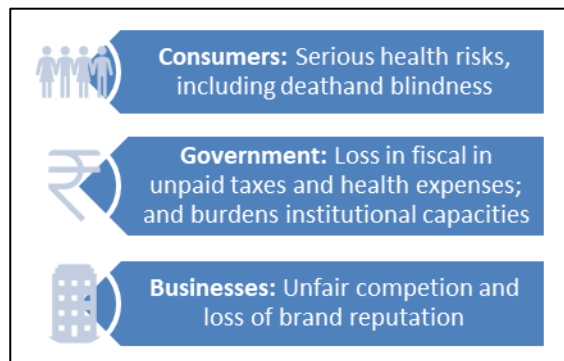 Consumers: Serious health risks,
including deathand blindness
Government: Loss in fiscal in
unpaid taxes and health expenses;
and burdens institutional capacities
Businesses: Unfair competion and
loss of brand reputation